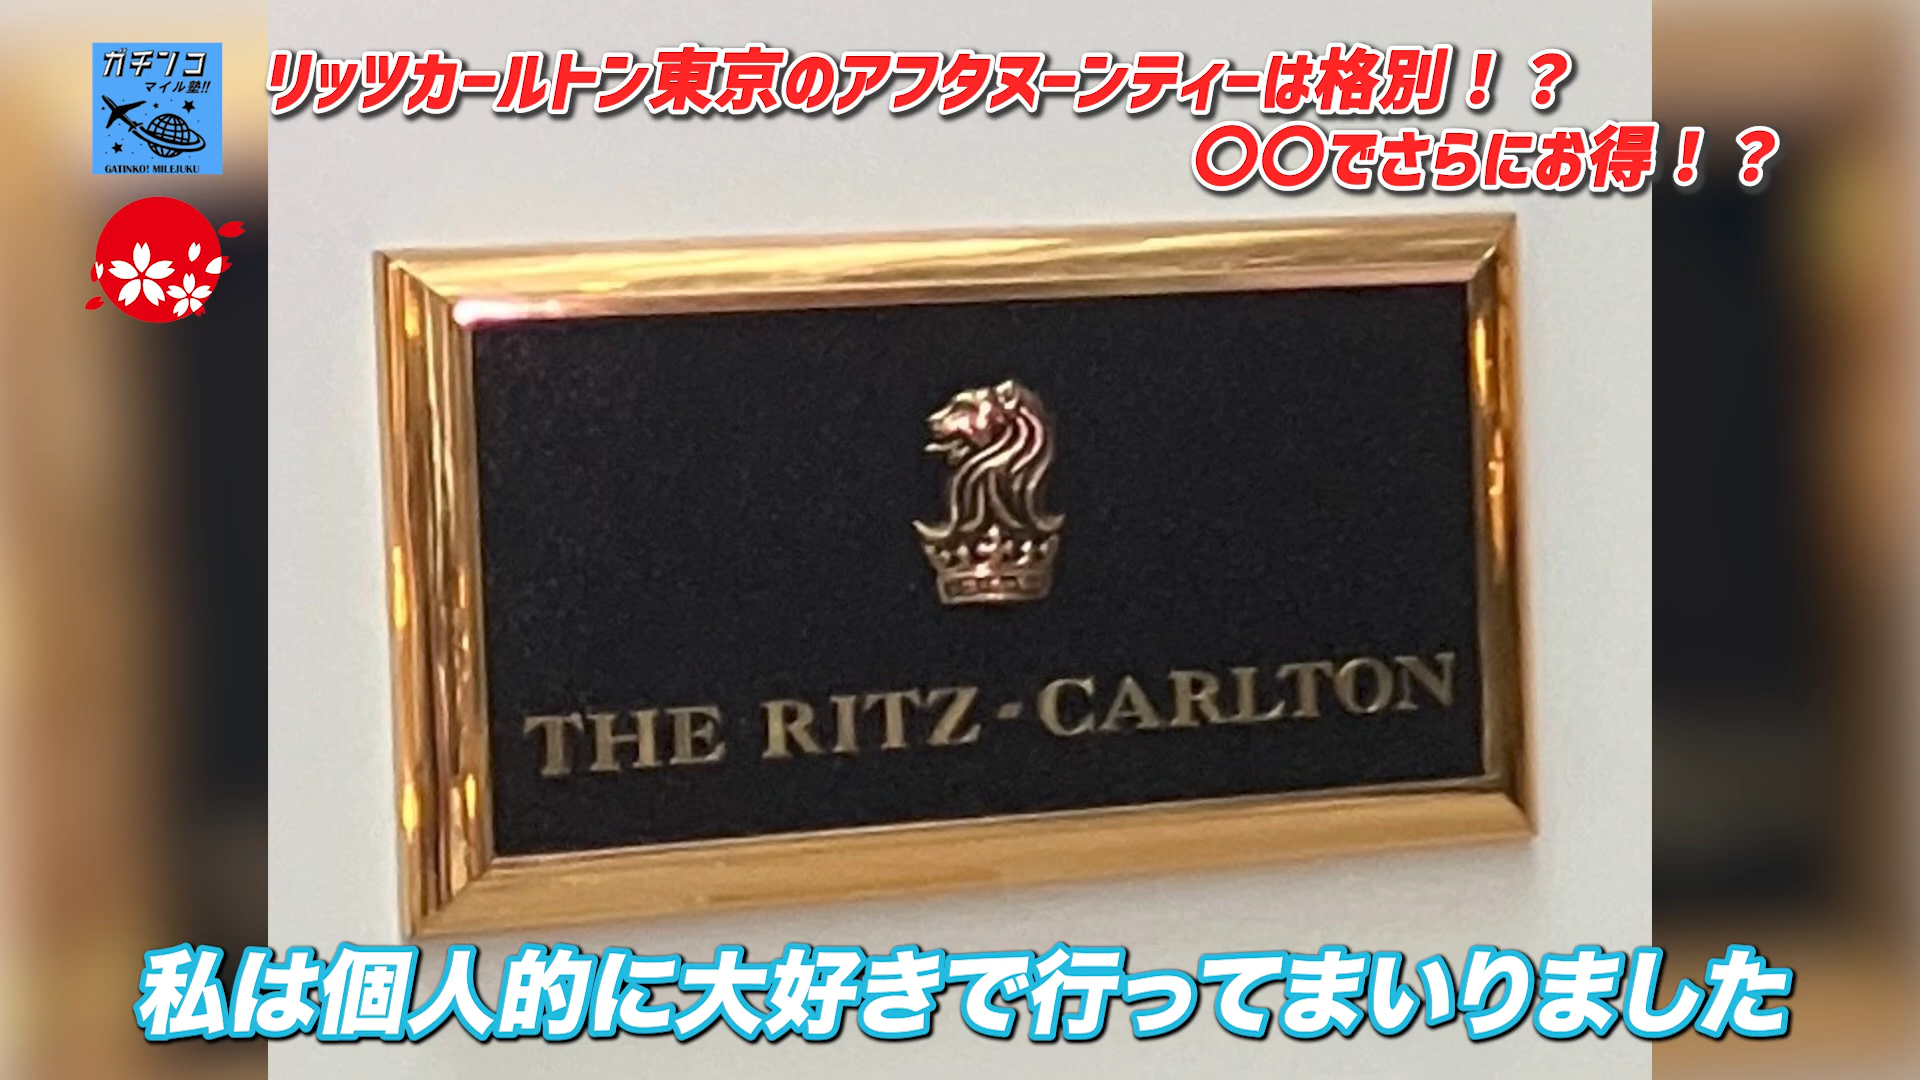 ガチンコ
マイル塾!!
GATINKO! MILEJUKU
リッツカールトン東京のアフタヌーンティーは格別！？
〇〇でさらにお得！？
THE RITZ-CARLTON
私は個人的に大好きで行ってまいりました